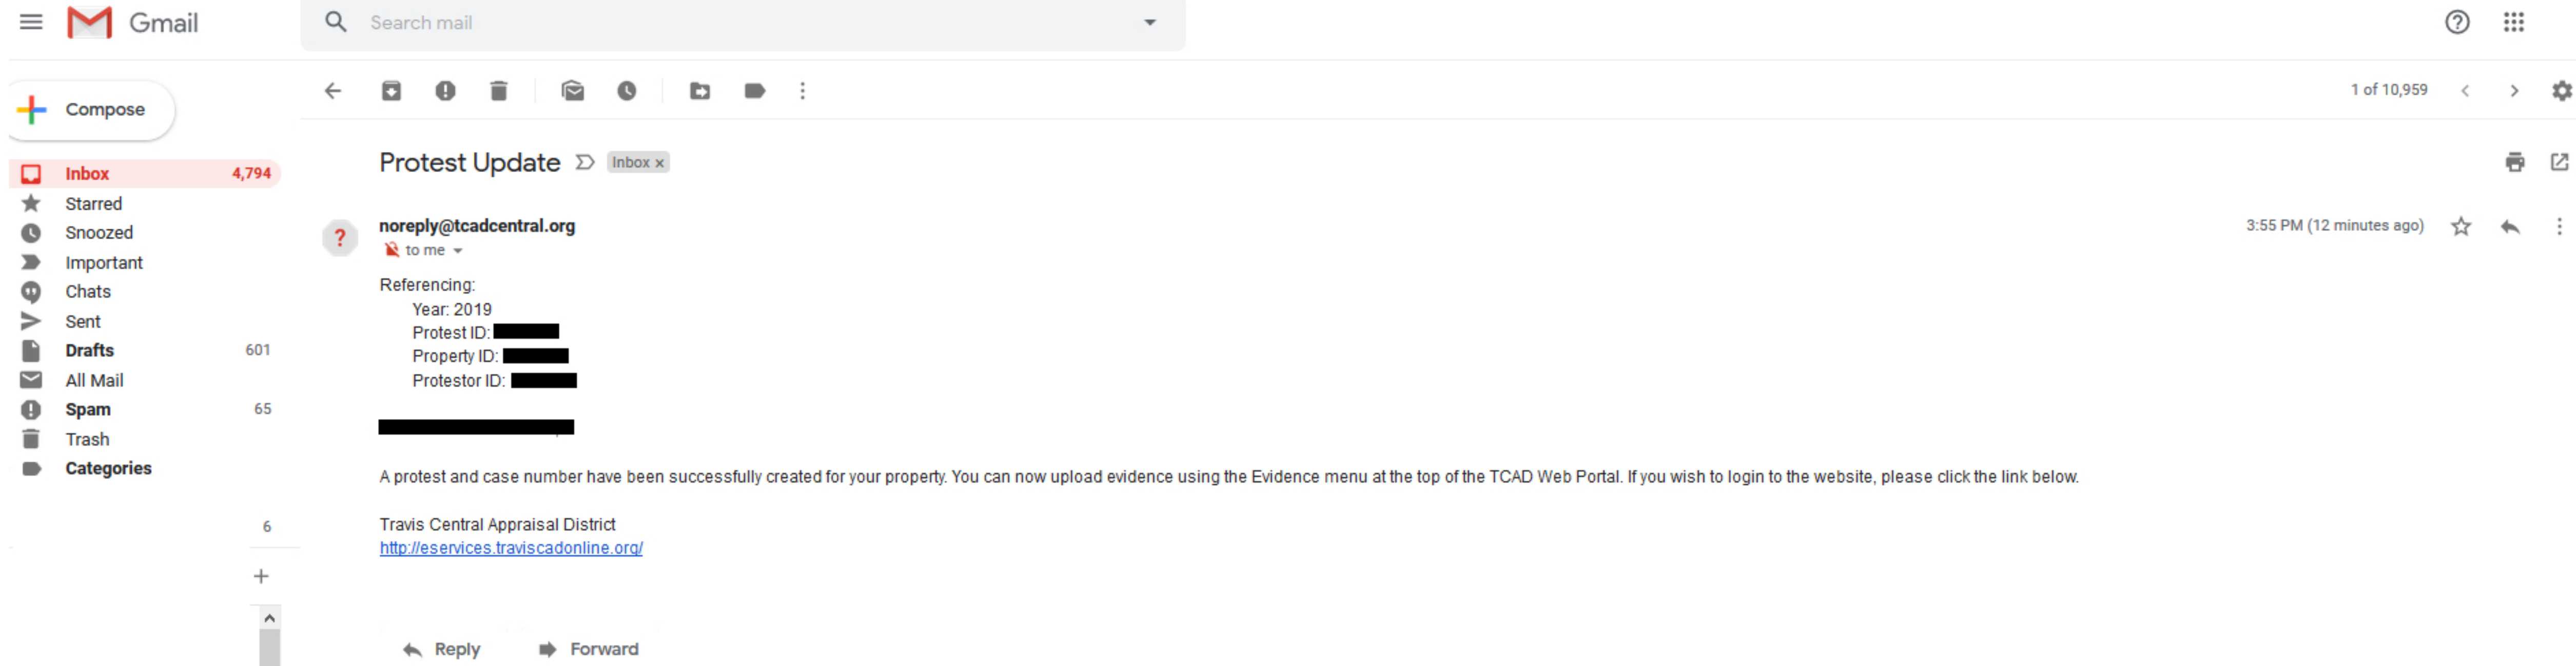 Gmail
Search mail
Compose
1 of 10,959
Inbox 4,794
Starred
Snoozed
Important
Chats
Sent
Drafts 601
All Mail
Spam 65
Trash
Categories
6
Protest Update Inbox x
noreply@tcadcentral.org
3:55 PM (12 minutes ago)
to me
Referencing:
Year: 2019
Protest ID:
Property ID:
Protestor ID:
A protest and case number have been successfully created for your property. You can now upload evidence using the Evidence menu at the top of the TCAD Web Portal. If you wish to login to the website, please click the link below.
Travis Central Appraisal District
http://eservices.traviscadonline.org/
Reply Forward